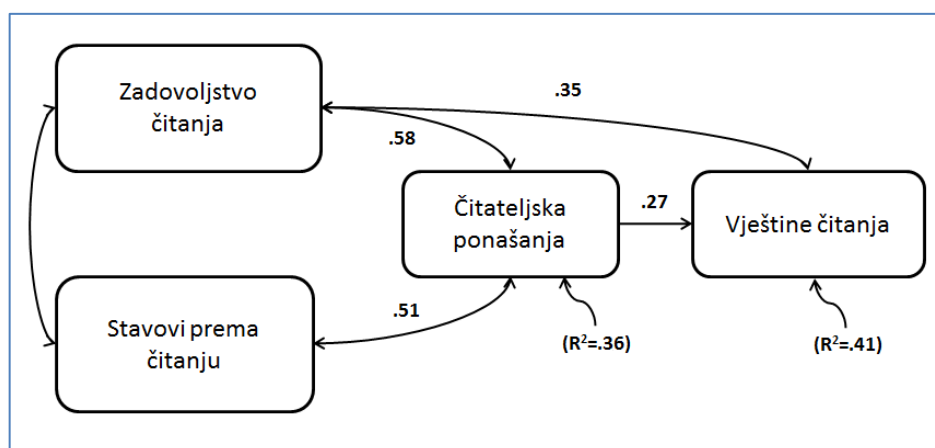 Zadovoljstvo
čitanja
.35
.58
Čitateljska
ponašanja
.27
Vještine čitanja
Stavovi prema
čitanju
.51
(R²=.36)
(R²=.41)